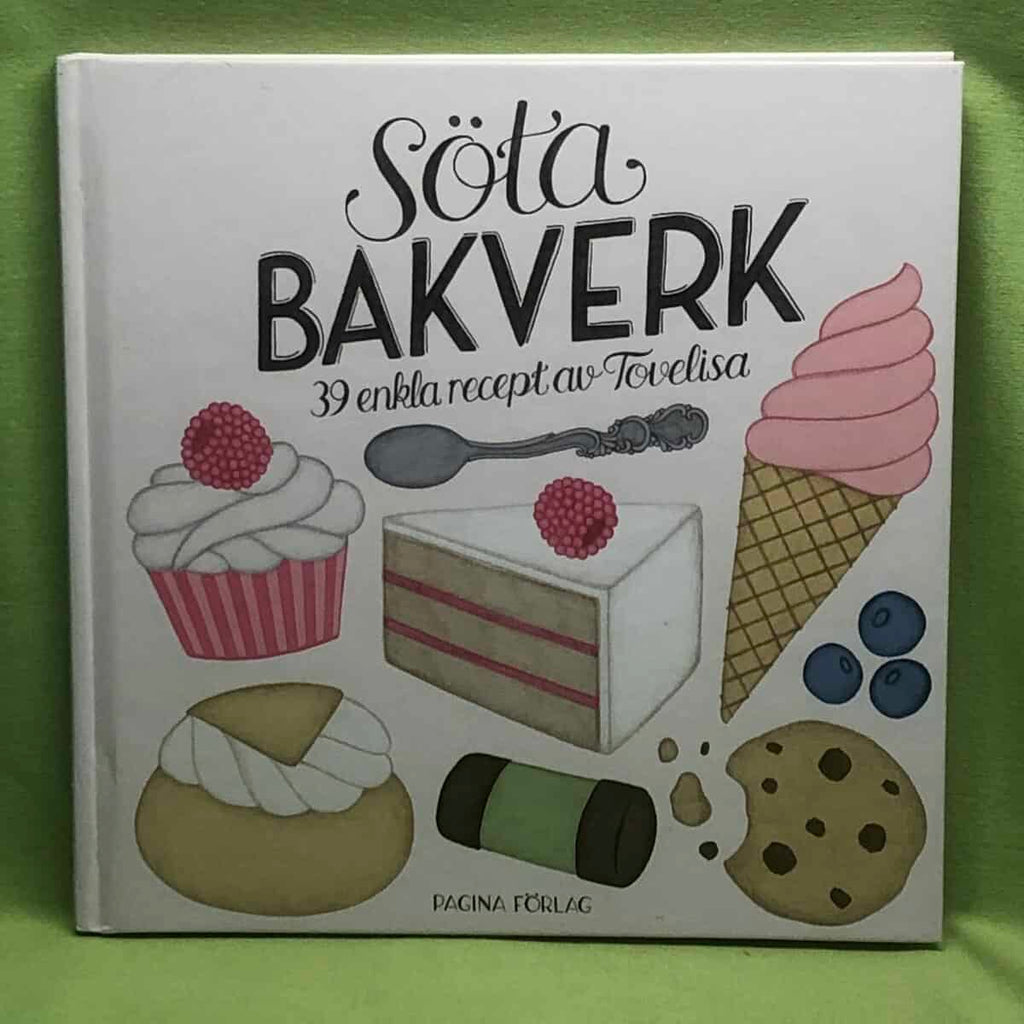 Söta
BAKVERK
39 enkla recept av Tovelisa
PAGINA FÖRLAG